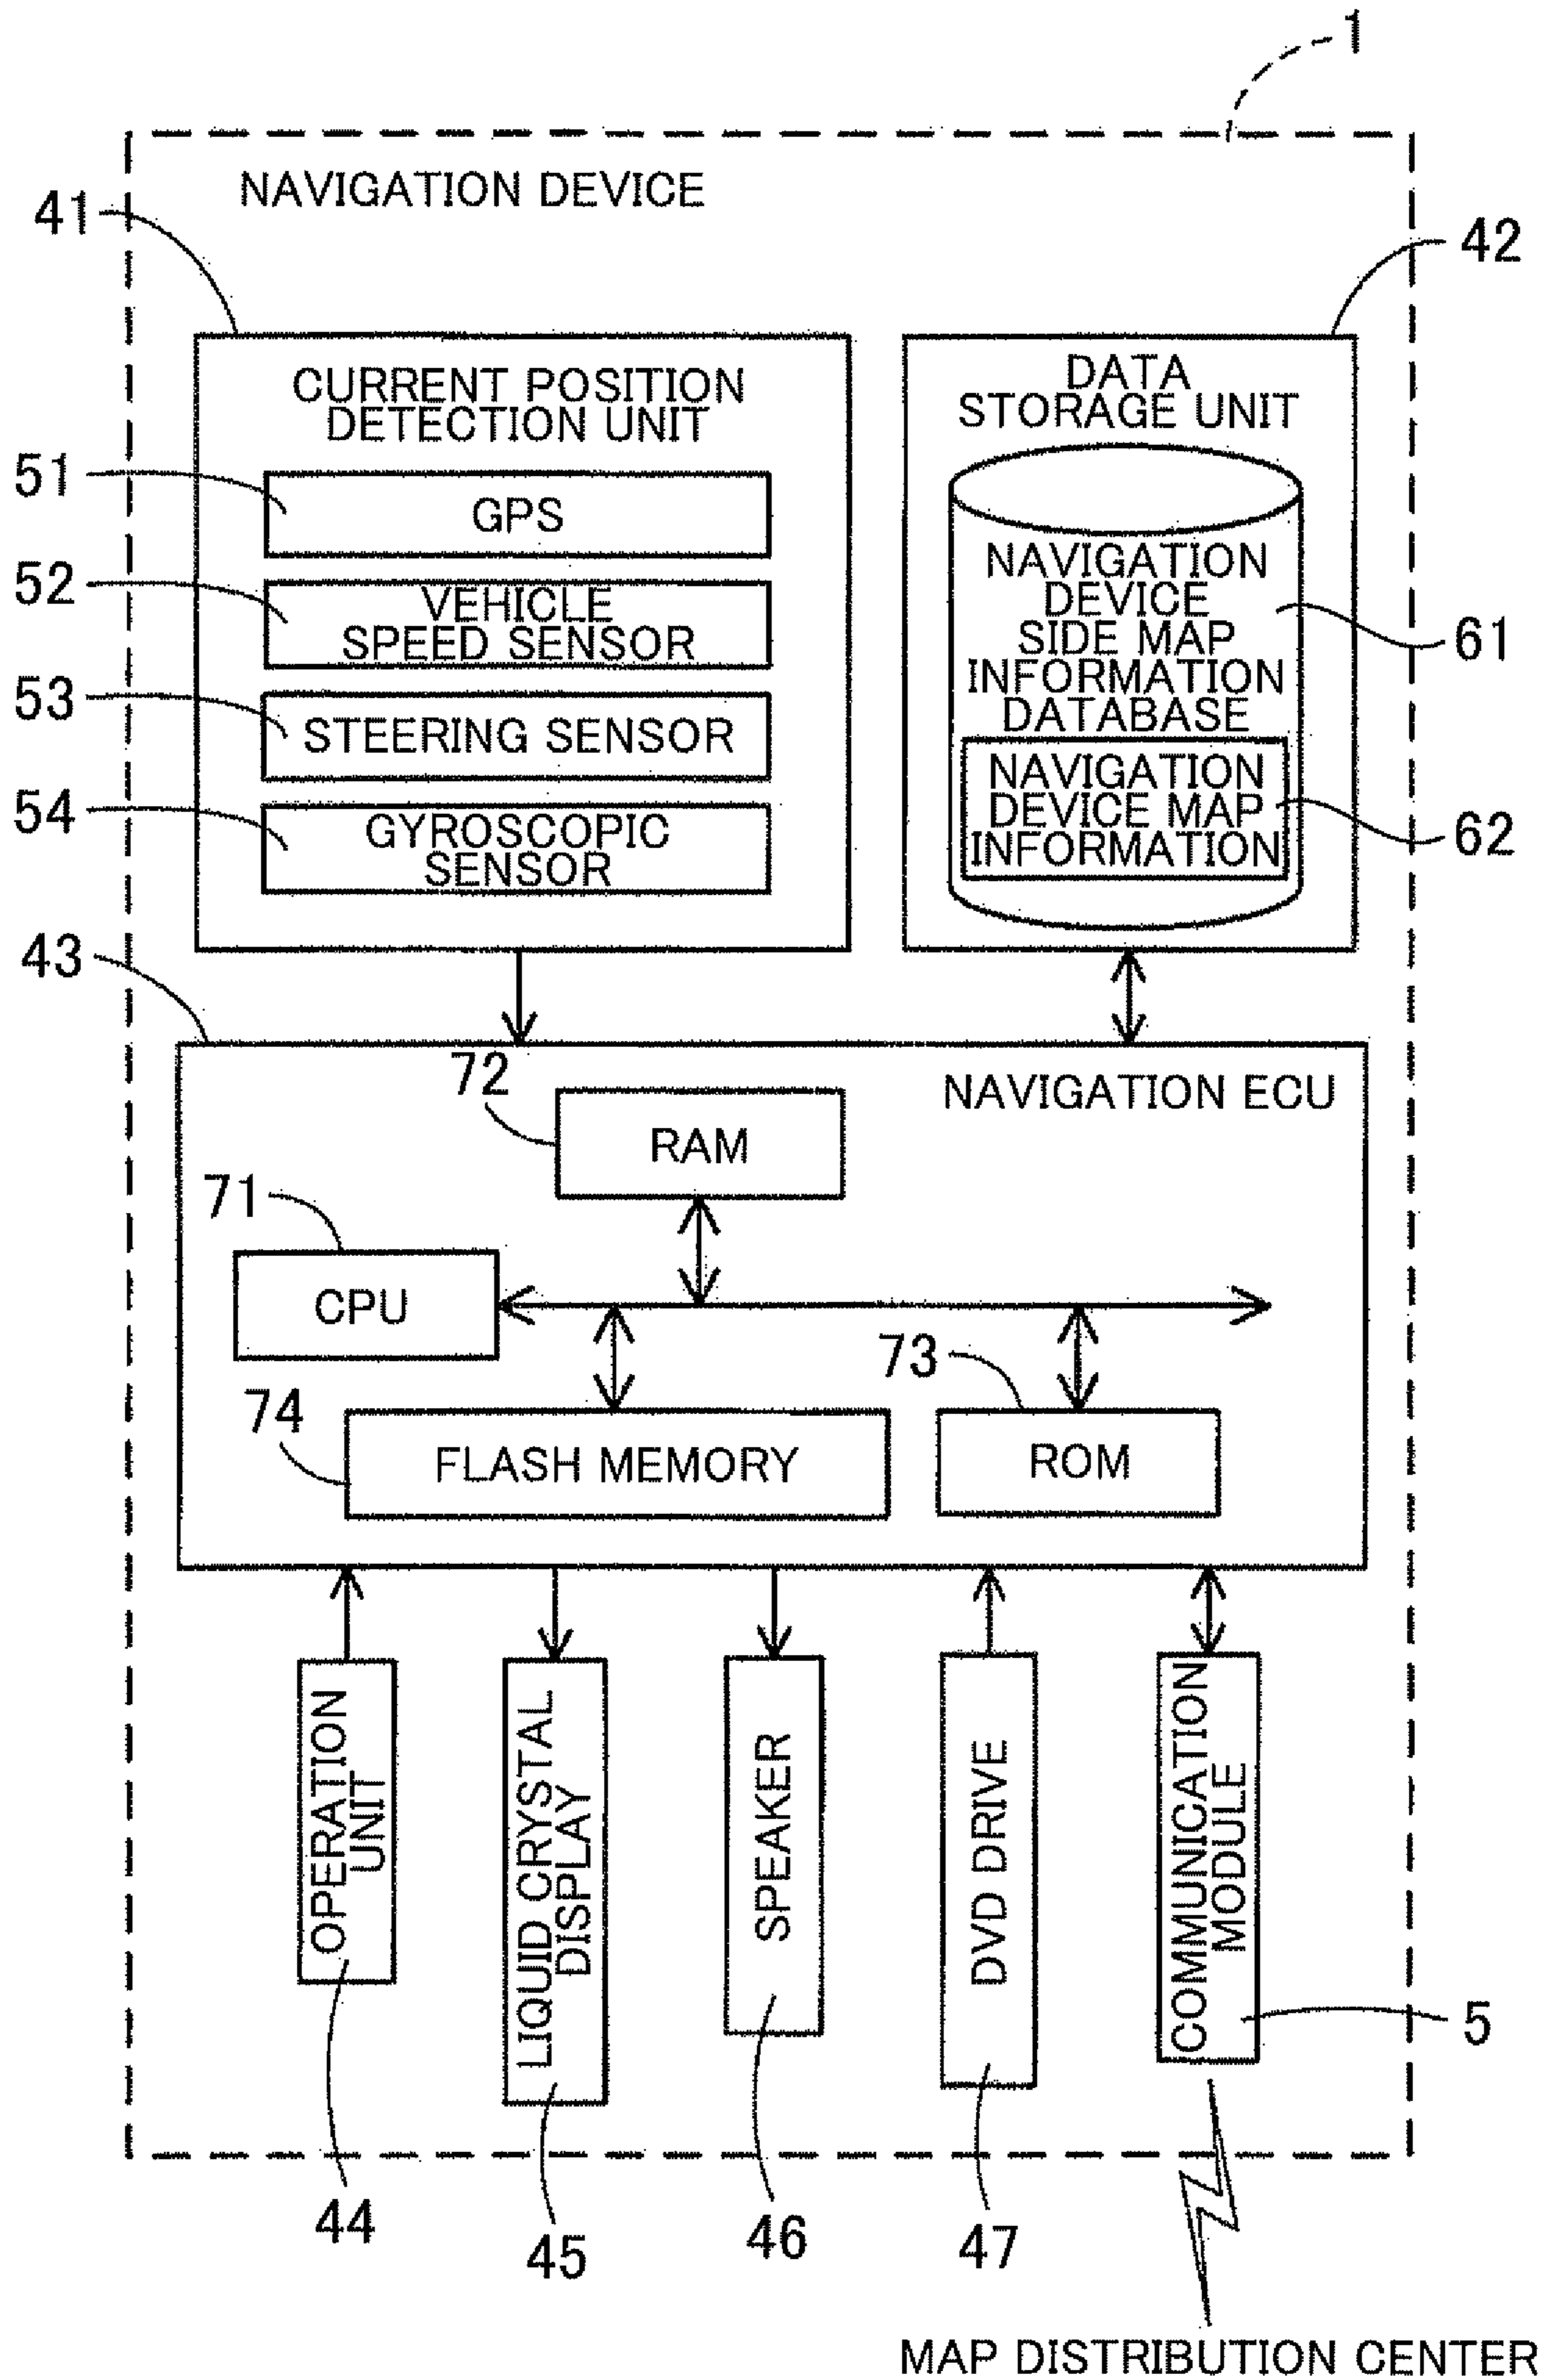 1
NAVIGATION DEVICE
41
42
CURRENT POSITION
DETECTION UNIT
51
GPS
52
VEHICLE
SPEED SENSOR
53
STEERING SENSOR
54
GYROSCOPIC
SENSOR
DATA
STORAGE UNIT
NAVIGATION
DEVICE
SIDE MAP
INFORMATION
DATABASE
61
NAVIGATION
DEVICE MAP
INFORMATION
62
43
NAVIGATION ECU
72
RAM
71
CPU
73
74
FLASH MEMORY
ROM
OPERATION
UNIT
LIQUID CRYSTAL
DISPLAY
SPEAKER
DVD DRIVE
COMMUNICATION
MODULE
5
44
45
46
47
MAP DISTRIBUTION CENTER